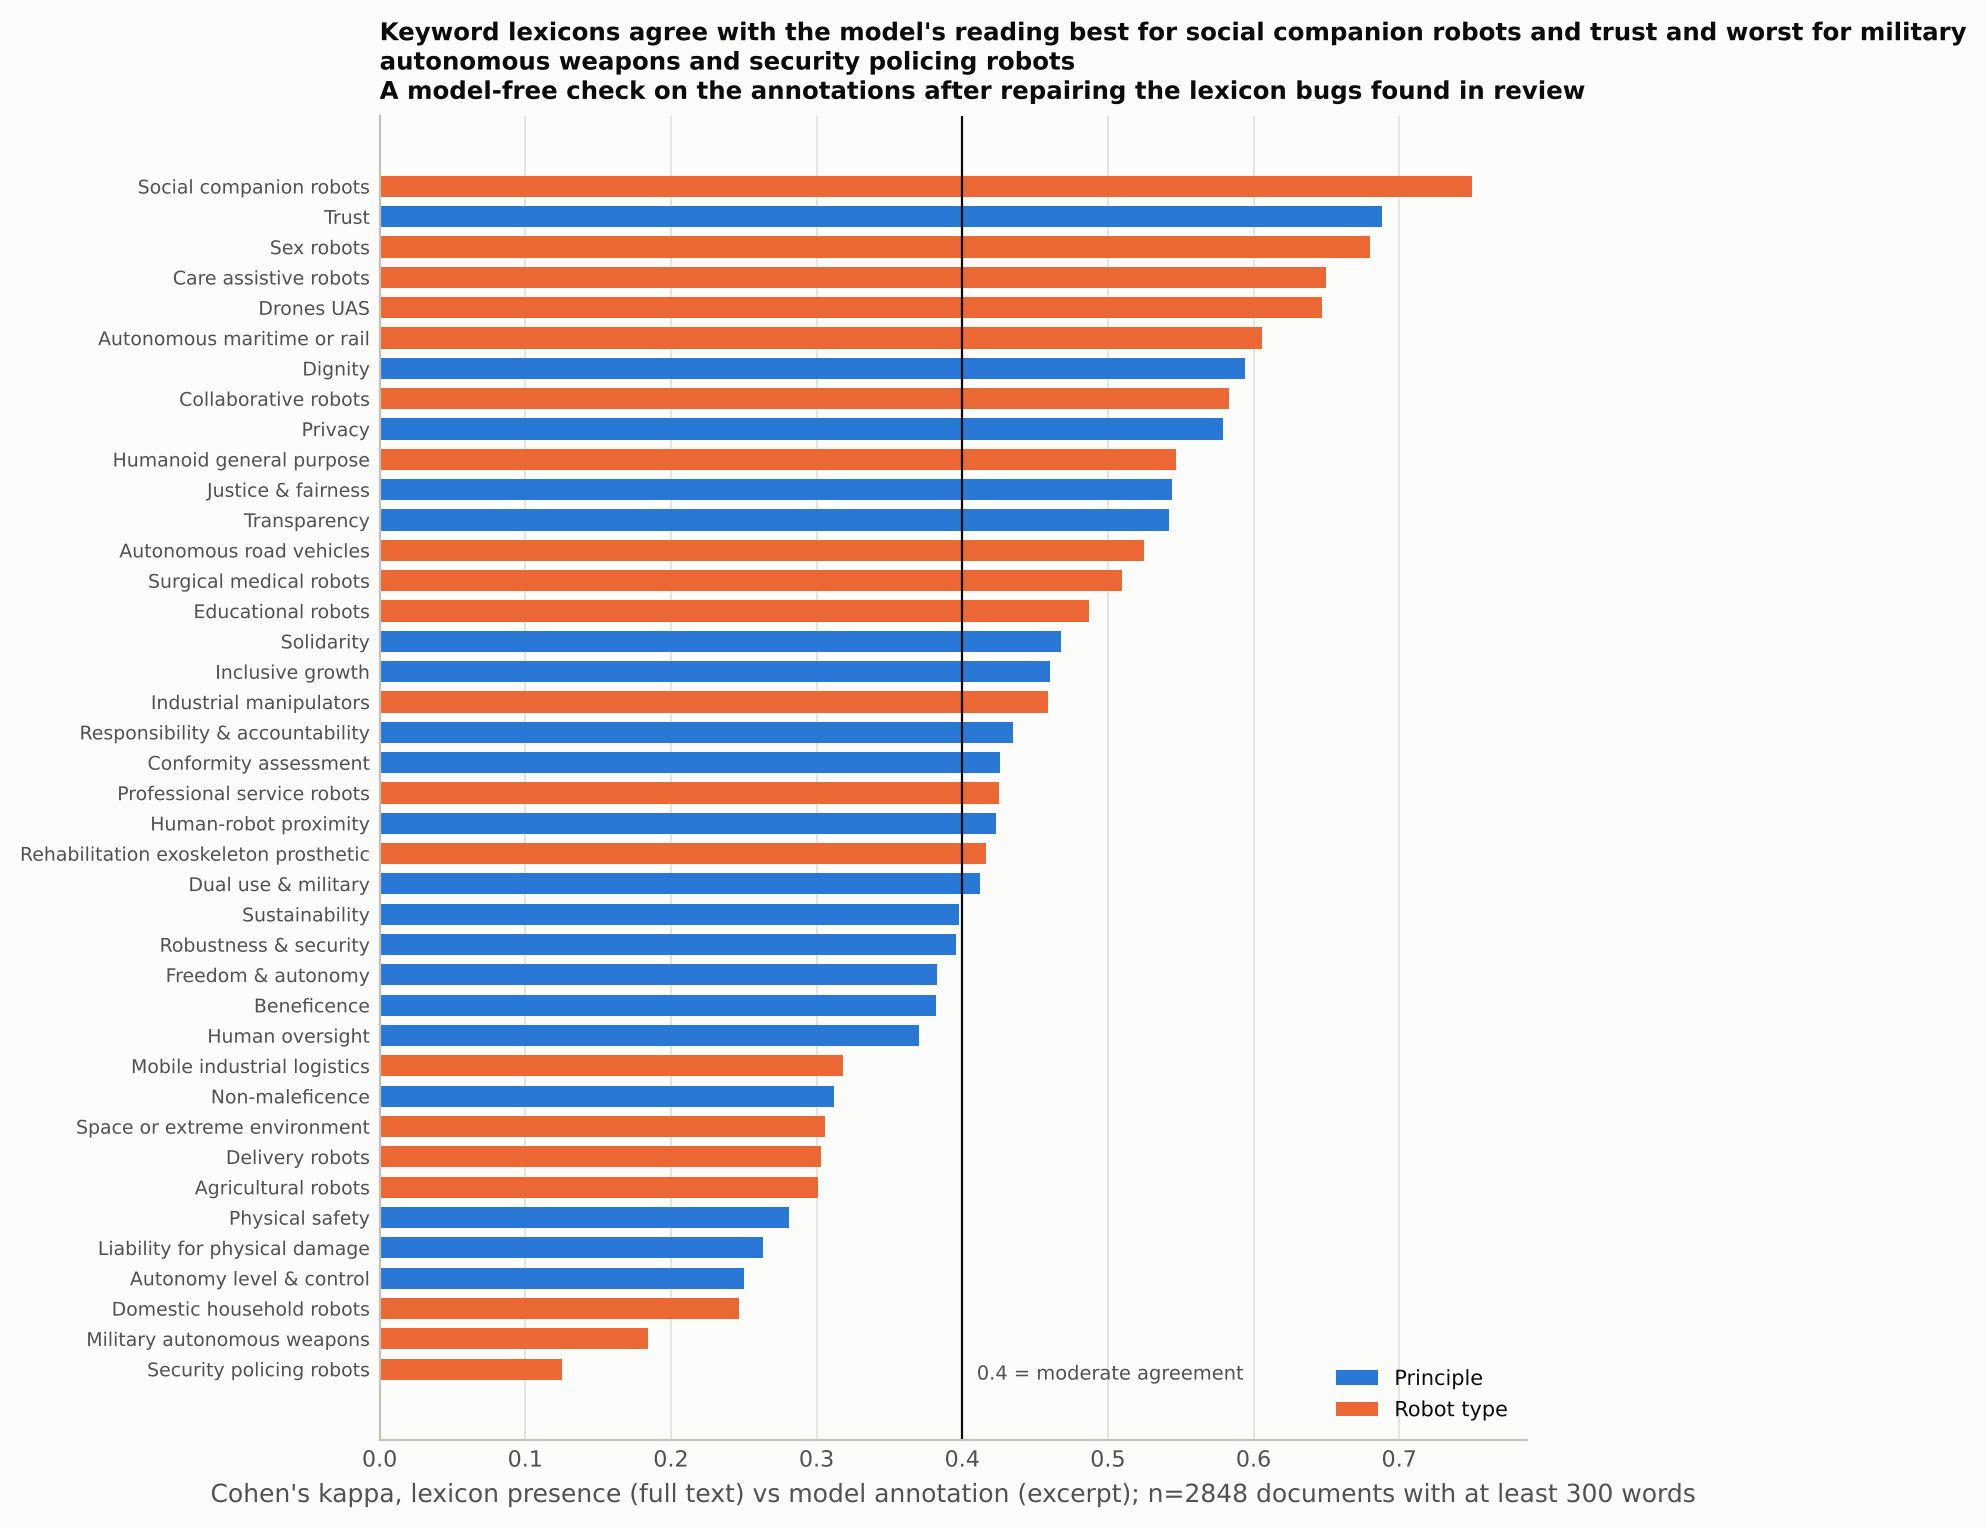 Keyword lexicons agree with the model's reading best for social companion robots and trust and worst for military
autonomous weapons and security policing robots
A model-free check on the annotations after repairing the lexicon bugs found in review
Social companion robots
Trust
Sex robots
Care assistive robots
Drones UAS
Autonomous maritime or rail
Dignity
Collaborative robots
Privacy
Humanoid general purpose
Justice & fairness
Transparency
Autonomous road vehicles
Surgical medical robots
Educational robots
Solidarity
Inclusive growth
Industrial manipulators
Responsibility & accountability
Conformity assessment
Professional service robots
Human-robot proximity
Rehabilitation exoskeleton prosthetic
Dual use & military
Sustainability
Robustness & security
Freedom & autonomy
Beneficence
Human oversight
Mobile industrial logistics
Non-maleficence
Space or extreme environment
Delivery robots
Agricultural robots
Physical safety
Liability for physical damage
Autonomy level & control
Domestic household robots
Military autonomous weapons
Security policing robots
0.4 = moderate agreement
Principle
Robot type
0.0 0.1 0.2 0.3 0.4 0.5 0.6 0.7
Cohen's kappa, lexicon presence (full text) vs model annotation (excerpt); n=2848 documents with at least 300 words